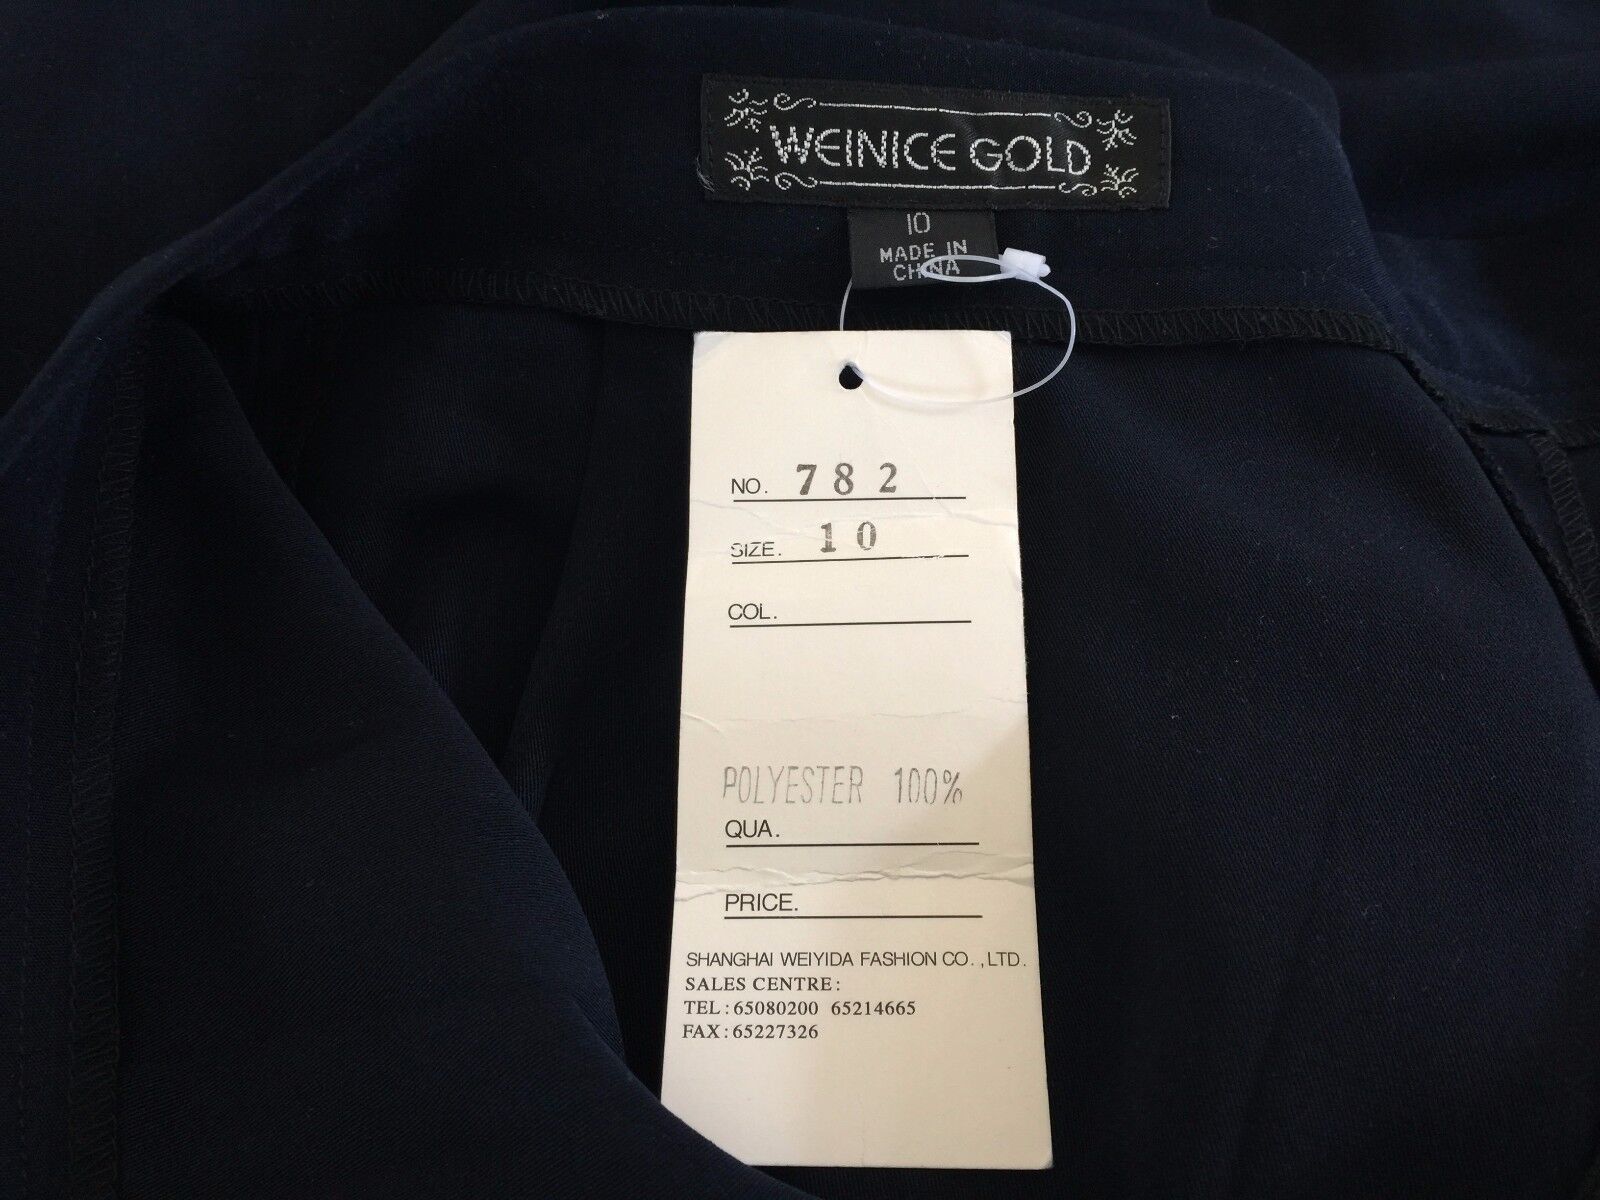 WEINICE GOLD
10
MADE IN
CHINA
NO. 782
SIZE. 10
COL.
POLYESTER 100%
QUA.
PRICE.
SHANGHAI WEIYIDA FASHION CO.,LTD.
SALES CENTRE:
TEL:65080200 65214665
FAX:65227326